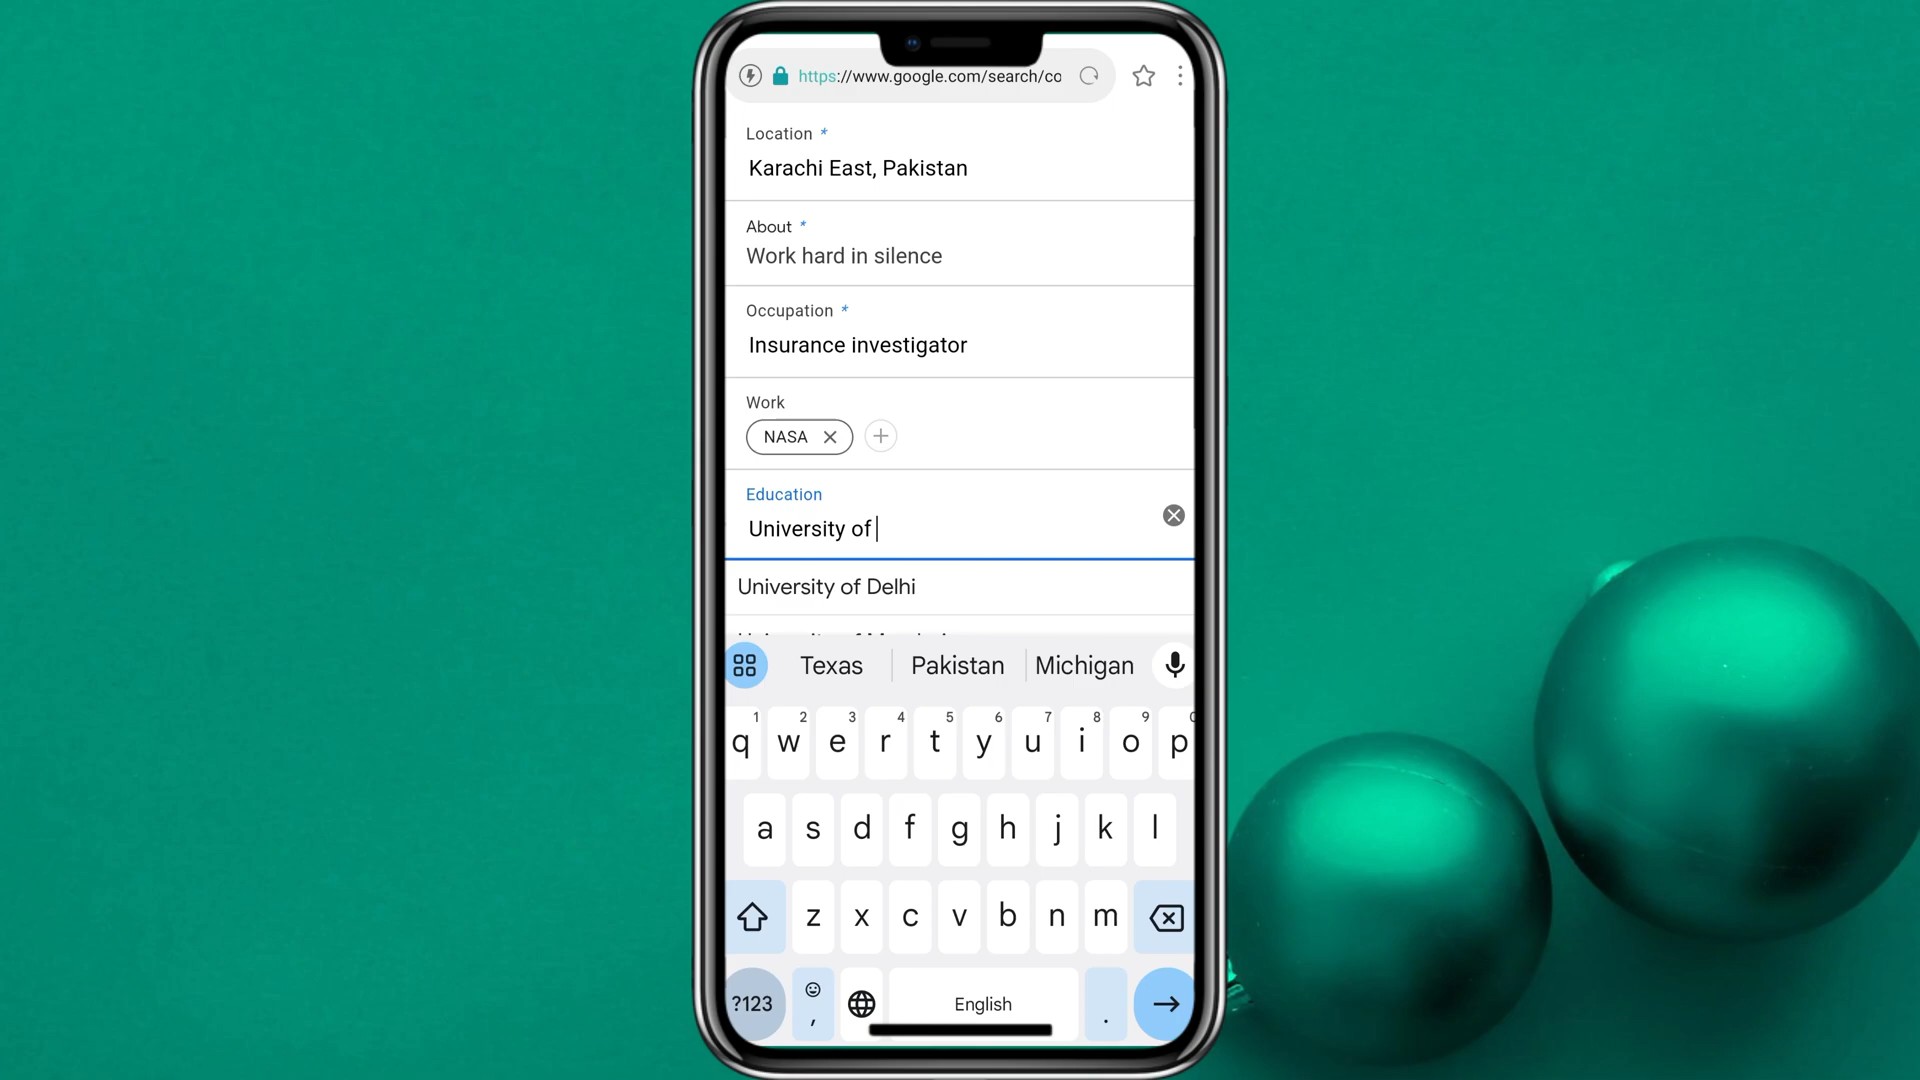 https://www.google.com/search/co
Location *
Karachi East, Pakistan
About *
Work hard in silence
Occupation *
Insurance investigator
Work
NASA
Education
University of
University of Delhi
Texas Pakistan Michigan
1 2 3 4 5 6 7 8 9 0
q w e r t y u i o p
a s d f g h j k l
z x c v b n m
?123 , English .